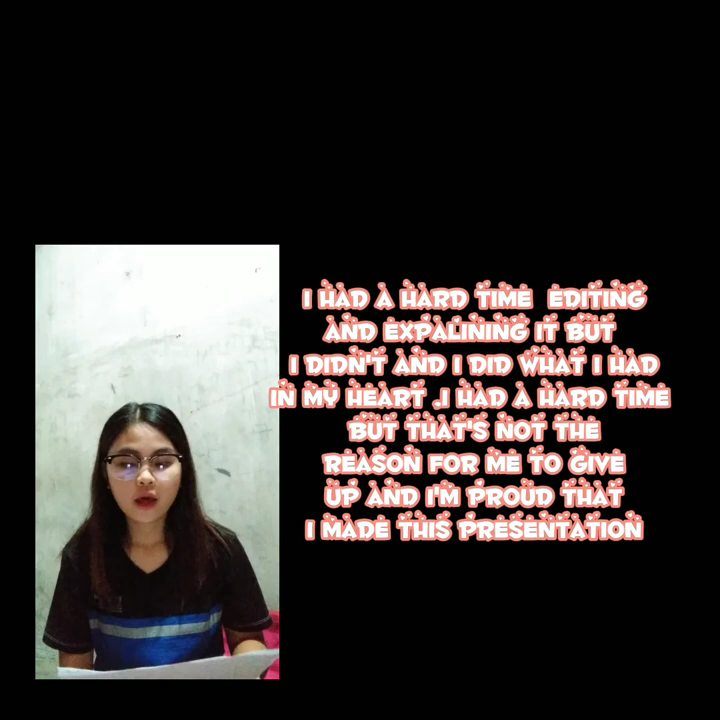 I HAD A HARD TIME EDITING
AND EXPALINING IT BUT
I DIDN'T AND I DID WHAT I HAD
IN MY HEART .I HAD A HARD TIME
BUT THAT'S NOT THE
REASON FOR ME TO GIVE
UP AND I'M PROUD THAT
I MADE THIS PRESENTATION